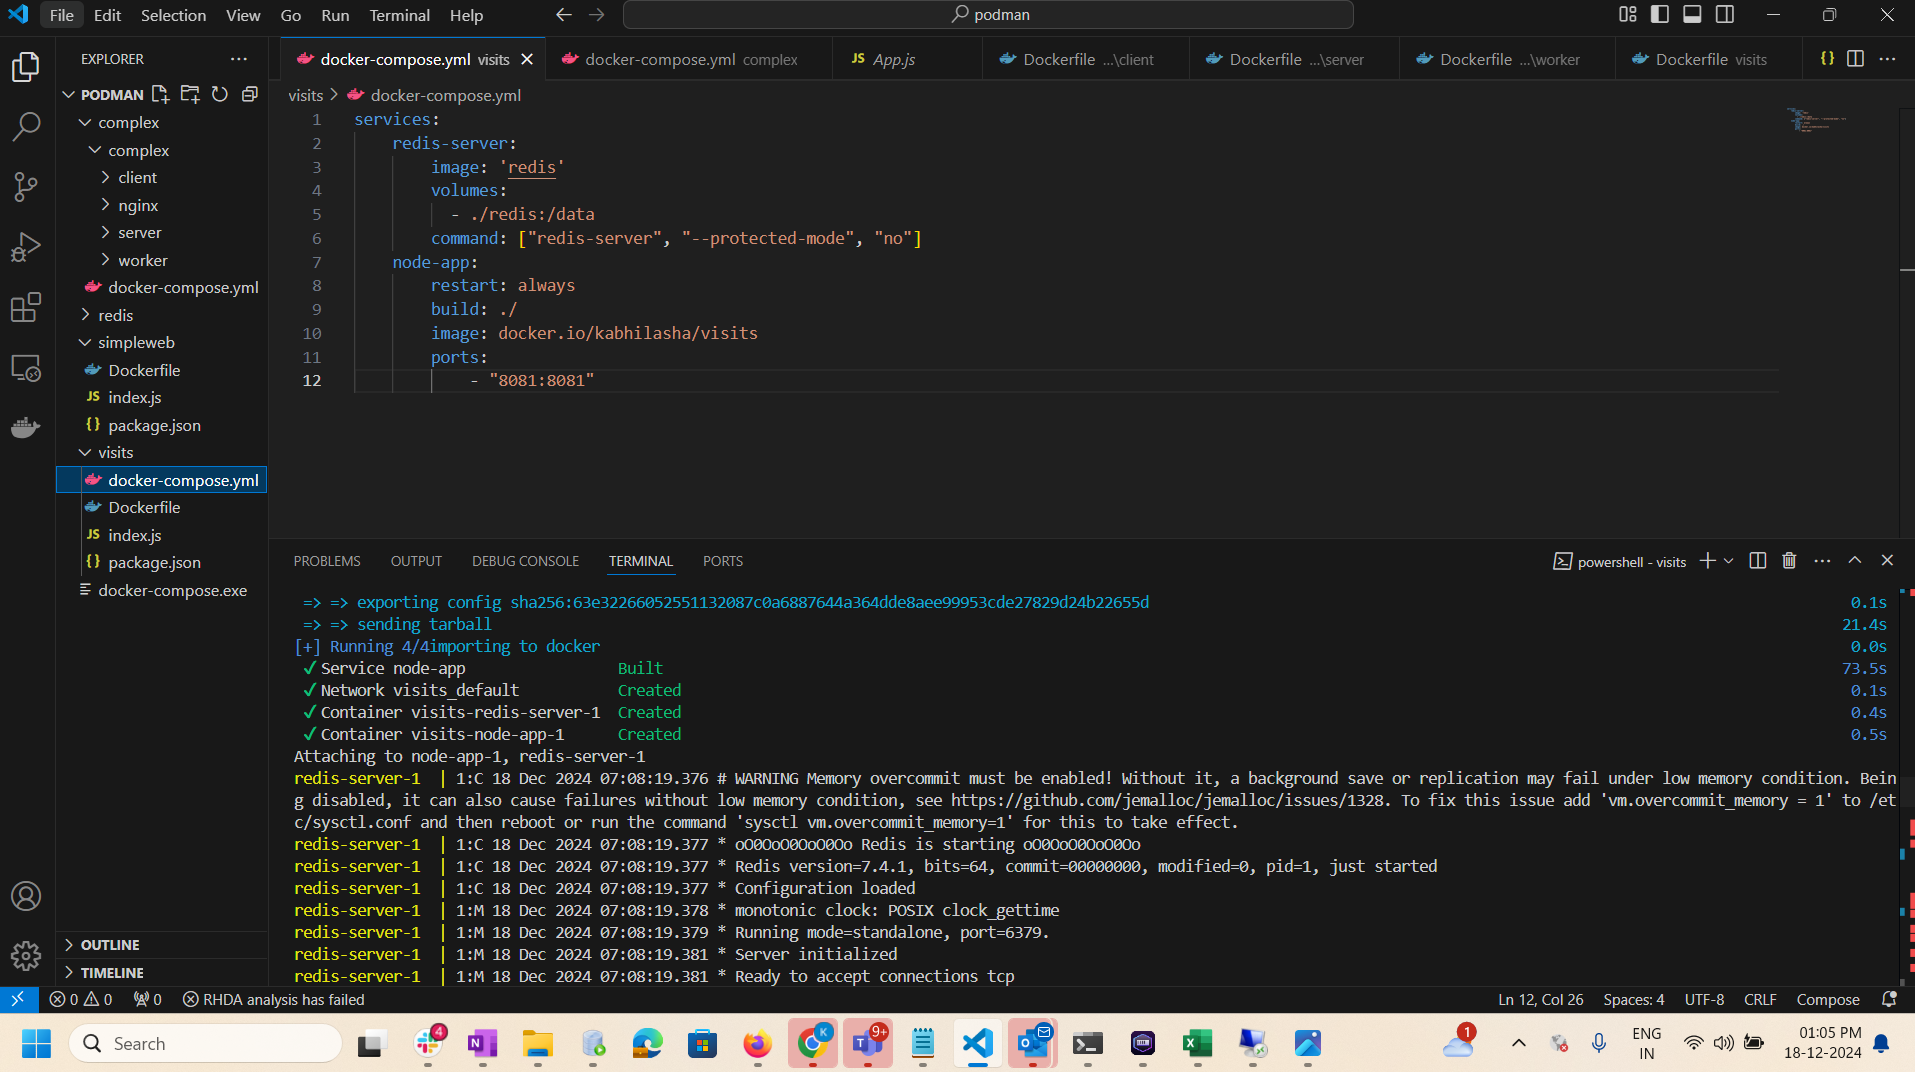 File Edit Selection View Go Run Terminal Help
podman
EXPLORER
docker-compose.yml visits
docker-compose.yml complex
JS App.js
Dockerfile ...\client
Dockerfile ...\server
Dockerfile ...\worker
Dockerfile visits
{}
PODMAN
complex
complex
client
nginx
server
worker
docker-compose.yml
redis
simpleweb
Dockerfile
JS index.js
{} package.json
visits
docker-compose.yml
Dockerfile
JS index.js
{} package.json
docker-compose.exe
OUTLINE
TIMELINE
visits > docker-compose.yml
1 services:
2 redis-server:
3 image: 'redis'
4 volumes:
5 - ./redis:/data
6 command: ["redis-server", "--protected-mode", "no"]
7 node-app:
8 restart: always
9 build: ./
10 image: docker.io/kabhilasha/visits
11 ports:
12 - "8081:8081"
PROBLEMS OUTPUT DEBUG CONSOLE TERMINAL PORTS
powershell - visits
=> => exporting config sha256:63e32266052551132087c0a6887644a364dde8aee99953cde27829d24b22655d 0.1s
=> => sending tarball 21.4s
[+] Running 4/4importing to docker 0.0s
✓ Service node-app Built 73.5s
✓ Network visits_default Created 0.1s
✓ Container visits-redis-server-1 Created 0.4s
✓ Container visits-node-app-1 Created 0.5s
Attaching to node-app-1, redis-server-1
redis-server-1 | 1:C 18 Dec 2024 07:08:19.376 # WARNING Memory overcommit must be enabled! Without it, a background save or replication may fail under low memory condition. Bein
g disabled, it can also cause failures without low memory condition, see https://github.com/jemalloc/jemalloc/issues/1328. To fix this issue add 'vm.overcommit_memory = 1' to /et
c/sysctl.conf and then reboot or run the command 'sysctl vm.overcommit_memory=1' for this to take effect.
redis-server-1 | 1:C 18 Dec 2024 07:08:19.377 * oO0OoO0OoO0Oo Redis is starting oO0OoO0OoO0Oo
redis-server-1 | 1:C 18 Dec 2024 07:08:19.377 * Redis version=7.4.1, bits=64, commit=00000000, modified=0, pid=1, just started
redis-server-1 | 1:C 18 Dec 2024 07:08:19.377 * Configuration loaded
redis-server-1 | 1:M 18 Dec 2024 07:08:19.378 * monotonic clock: POSIX clock_gettime
redis-server-1 | 1:M 18 Dec 2024 07:08:19.379 * Running mode=standalone, port=6379.
redis-server-1 | 1:M 18 Dec 2024 07:08:19.381 * Server initialized
redis-server-1 | 1:M 18 Dec 2024 07:08:19.381 * Ready to accept connections tcp
0 0 0 RHDA analysis has failed
Ln 12, Col 26 Spaces: 4 UTF-8 CRLF Compose
Search
4
N
K
9+
T
X
1
ENG
IN
01:05 PM
18-12-2024